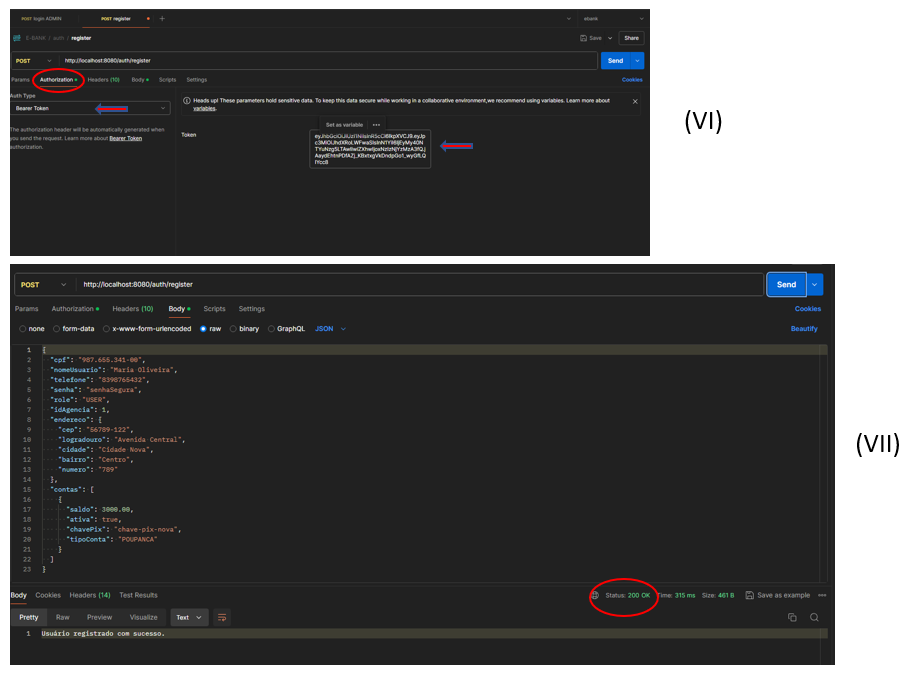 POST login ADMIN
POST register
ebank
E-BANK / auth / register
Save
Share
POST
http://localhost:8080/auth/register
Send
Params Authorization Headers (10) Body Scripts Settings
Cookies
Auth Type
Bearer Token
The authorization header will be automatically generated when
you send the request. Learn more about Bearer Token
authorization.
Heads up! These parameters hold sensitive data. To keep this data secure while working in a collaborative environment,we recommend using variables. Learn more about
variables.
Token
Set as variable
(VI)
POST
http://localhost:8080/auth/register
Send
Params Authorization Headers (10) Body Scripts Settings
Cookies
none form-data x-www-form-urlencoded raw binary GraphQL JSON
Beautify
1 {
2 "cpf": "987.655.341-00",
3 "nomeUsuario": "Maria Oliveira",
4 "telefone": "8398765432",
5 "senha": "senhaSegura",
6 "role": "USER",
7 "idAgencia": 1,
8 "endereco": {
9 "cep": "56789-122",
10 "logradouro": "Avenida Central",
11 "cidade": "Cidade Nova",
12 "bairro": "Centro",
13 "numero": "789"
14 },
15 "contas": [
16 {
17 "saldo": 3000.00,
18 "ativa": true,
19 "chavePix": "chave-pix-nova",
20 "tipoConta": "POUPANCA"
21 }
22 ]
23 }
(VII)
Body Cookies Headers (14) Test Results
Status: 200 OK Time: 315 ms Size: 461 B Save as example
Pretty Raw Preview Visualize Text
1 Usuário registrado com sucesso.